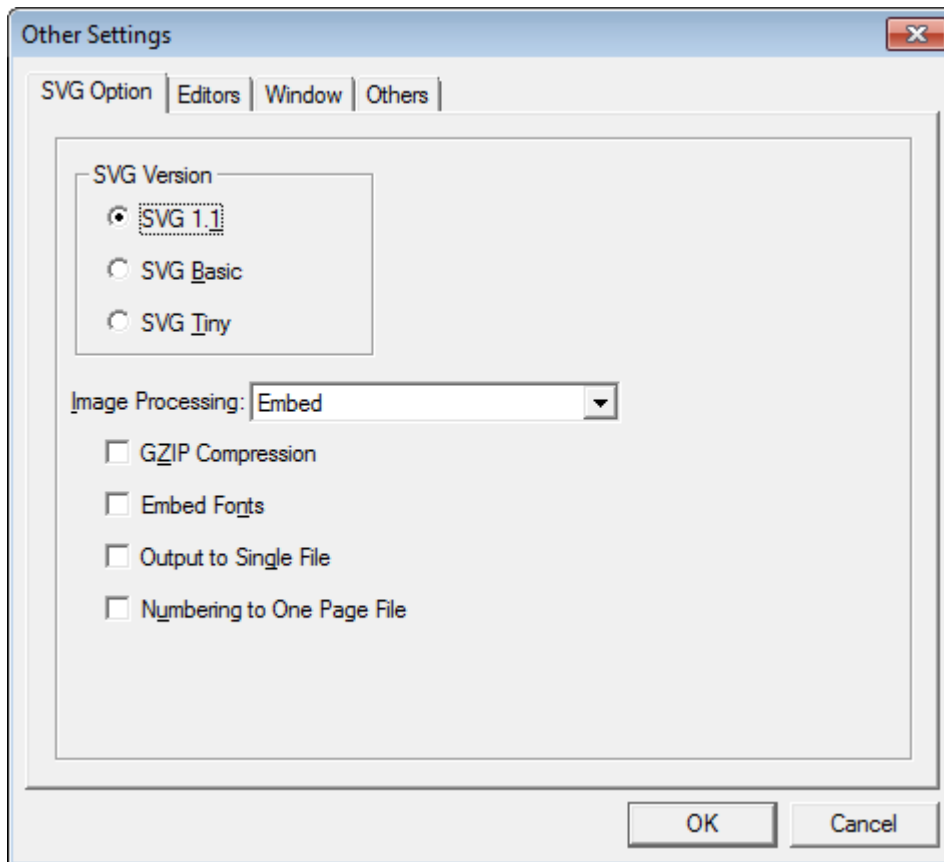 Other Settings
SVG Option Editors Window Others
SVG Version
SVG 1.1
SVG Basic
SVG Tiny
Image Processing: Embed
GZIP Compression
Embed Fonts
Output to Single File
Numbering to One Page File
OK Cancel